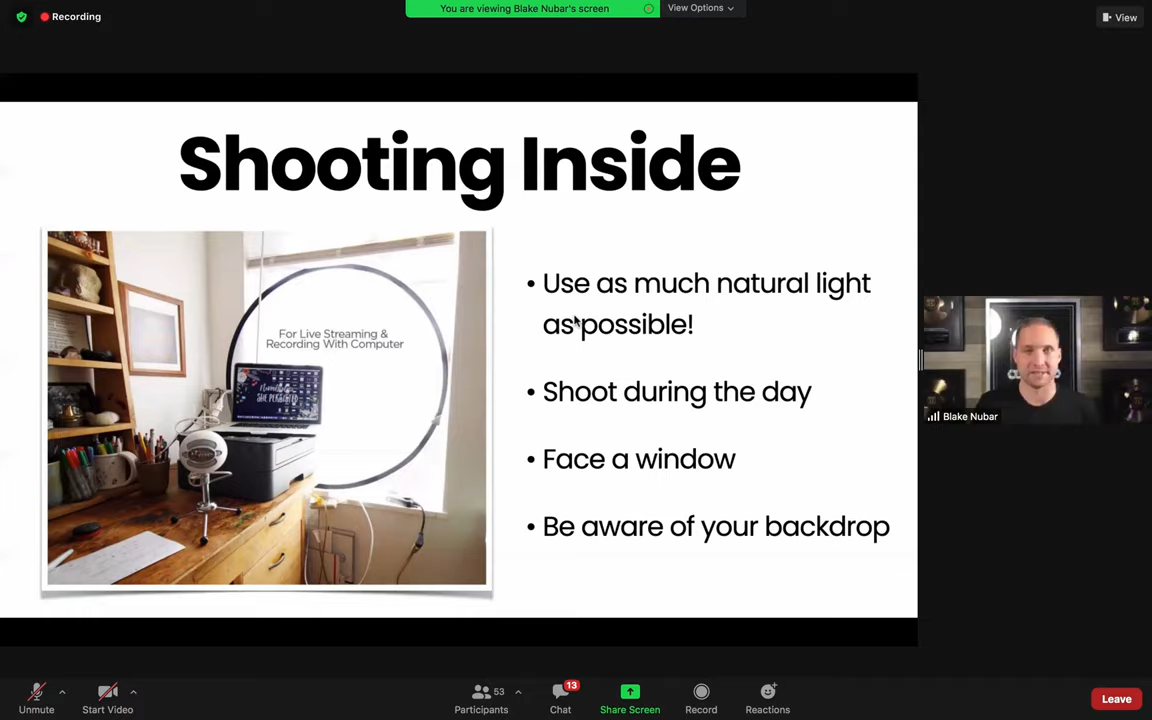 Recording
You are viewing Blake Nubar's screen
View Options
View
Shooting Inside
For Live Streaming &
Recording With Computer
• Use as much natural light
as possible!
• Shoot during the day
• Face a window
• Be aware of your backdrop
Blake Nubar
Unmute
Start Video
53
Participants
13
Chat
Share Screen
Record
Reactions
Leave